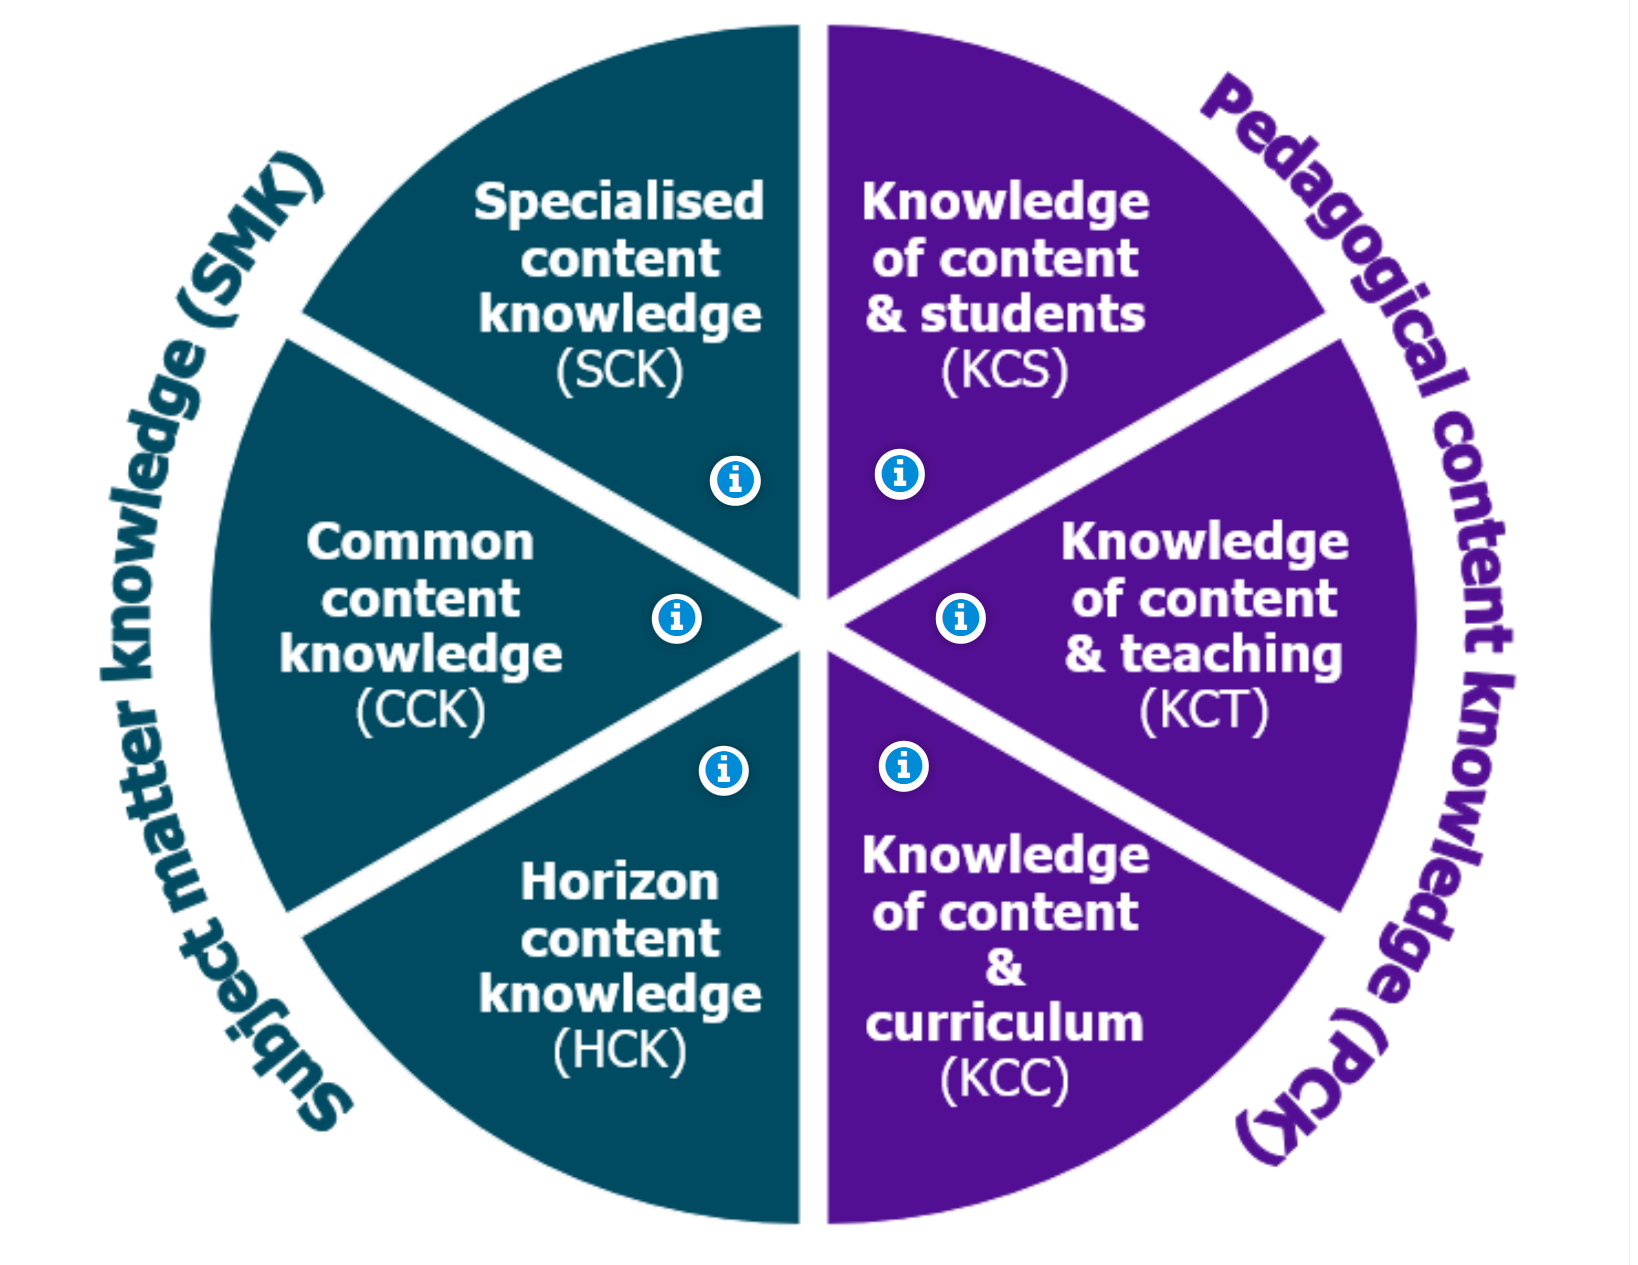 Subject matter knowledge (SMK)
Specialised
content
knowledge
(SCK)
Common
content
knowledge
(CCK)
Horizon
content
knowledge
(HCK)
Pedagogical content knowledge (PCK)
Knowledge
of content
& students
(KCS)
Knowledge
of content
& teaching
(KCT)
Knowledge
of content
&
curriculum
(KCC)
i
i
i
i
i
i